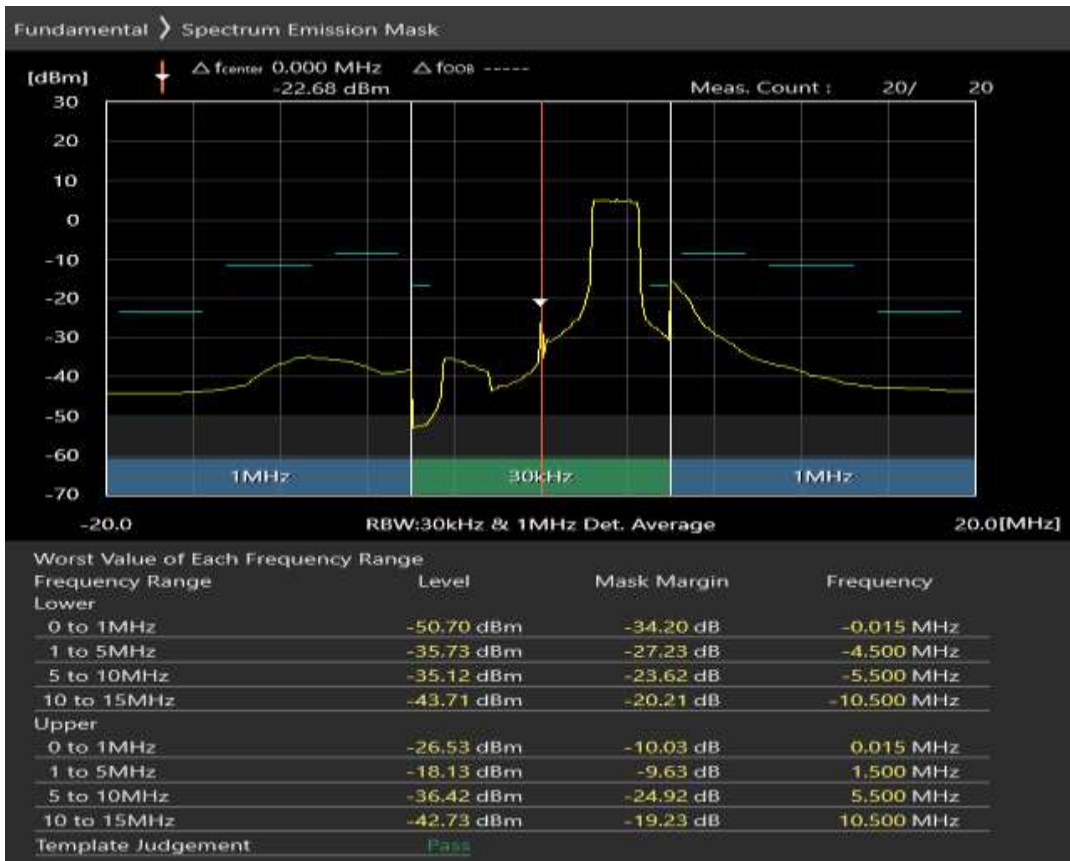 Fundamental 〉 Spectrum Emission Mask
[dBm] △ fcenter 0.000 MHz △ fOOB -----
-22.68 dBm Meas. Count : 20/ 20
30
20
10
0
-10
-20
-30
-40
-50
-60
1MHz 30kHz 1MHz
-70
-20.0 RBW:30kHz & 1MHz Det. Average 20.0[MHz]
Worst Value of Each Frequency Range
Frequency Range Level Mask Margin Frequency
Lower
0 to 1MHz -50.70 dBm -34.20 dB -0.015 MHz
1 to 5MHz -35.73 dBm -27.23 dB -4.500 MHz
5 to 10MHz -35.12 dBm -23.62 dB -5.500 MHz
10 to 15MHz -43.71 dBm -20.21 dB -10.500 MHz
Upper
0 to 1MHz -26.53 dBm -10.03 dB 0.015 MHz
1 to 5MHz -18.13 dBm -9.63 dB 1.500 MHz
5 to 10MHz -36.42 dBm -24.92 dB 5.500 MHz
10 to 15MHz -42.73 dBm -19.23 dB 10.500 MHz
Template Judgement Pass